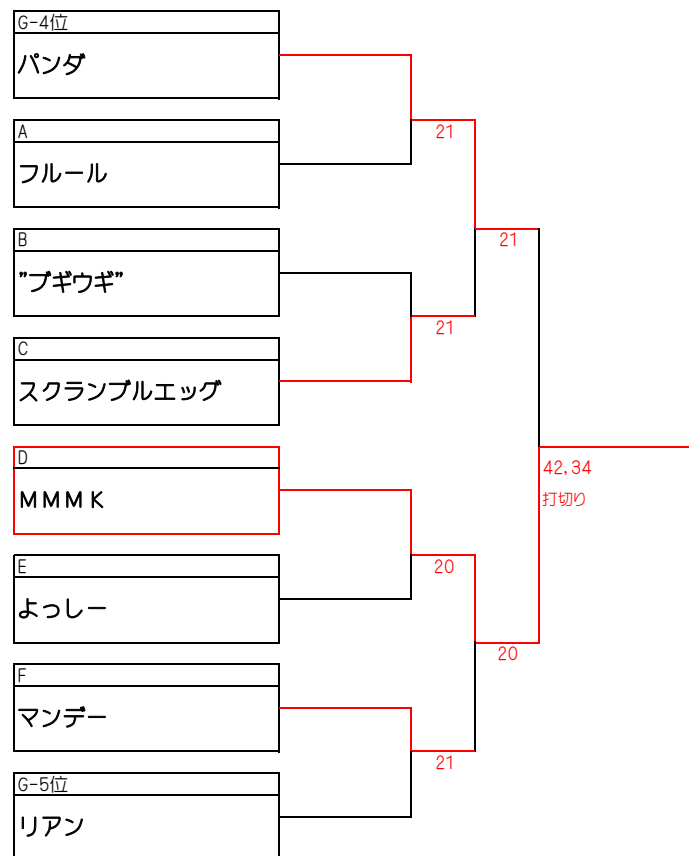 G-4位
パンダ
21
A
フルール
21
B
”ブギウギ”
21
C
スクランブルエッグ
D
42,34
ＭＭＭＫ
打切り
E
20
よっしー
20
F
マンデー
21
G-5位
リアン